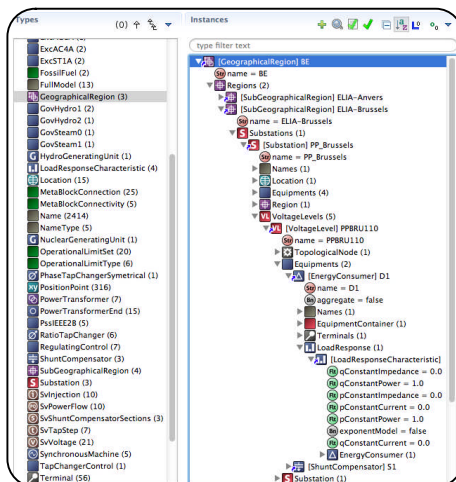 Types
(0)
ExcAC4A (2)
ExcST1A (2)
FossilFuel (2)
FullModel (13)
GeographicalRegion (3)
GovHydro1 (2)
GovHydro2 (1)
GovSteam0 (1)
GovSteam1 (1)
HydroGeneratingUnit (1)
LoadResponseCharacteristic (4)
Location (15)
MetaBlockConnection (25)
MetaBlockConnectivity (5)
Name (2414)
NameType (5)
NuclearGeneratingUnit (1)
OperationalLimitSet (20)
OperationalLimitType (6)
PhaseTapChangerSymetrical (1)
PositionPoint (316)
PowerTransformer (7)
PowerTransformerEnd (15)
PssIEEE2B (5)
RatioTapChanger (6)
RegulatingControl (7)
ShuntCompensator (3)
SubGeographicalRegion (4)
Substation (3)
SvInjection (10)
SvPowerFlow (10)
SvShuntCompensatorSections (3)
SvTapStep (7)
SvVoltage (21)
SynchronousMachine (5)
TapChangerControl (1)
Terminal (56)
Instances
type filter text
[GeographicalRegion] BE
name = BE
Regions (2)
[SubGeographicalRegion] ELIA-Anvers
[SubGeographicalRegion] ELIA-Brussels
name = ELIA-Brussels
Substations (1)
[Substation] PP_Brussels
name = PP_Brussels
Names (1)
Location (1)
Equipments (4)
Region (1)
VoltageLevels (5)
[VoltageLevel] PPBRU110
name = PPBRU110
TopologicalNode (1)
Equipments (2)
[EnergyConsumer] D1
name = D1
aggregate = false
Names (1)
EquipmentContainer (1)
Terminals (1)
LoadResponse (1)
[LoadResponseCharacteristic]
qConstantImpedance = 0.0
qConstantPower = 1.0
pConstantImpedance = 0.0
pConstantCurrent = 0.0
pConstantPower = 1.0
exponentModel = false
qConstantCurrent = 0.0
EnergyConsumer (1)
[ShuntCompensator] S1
Substation (1)